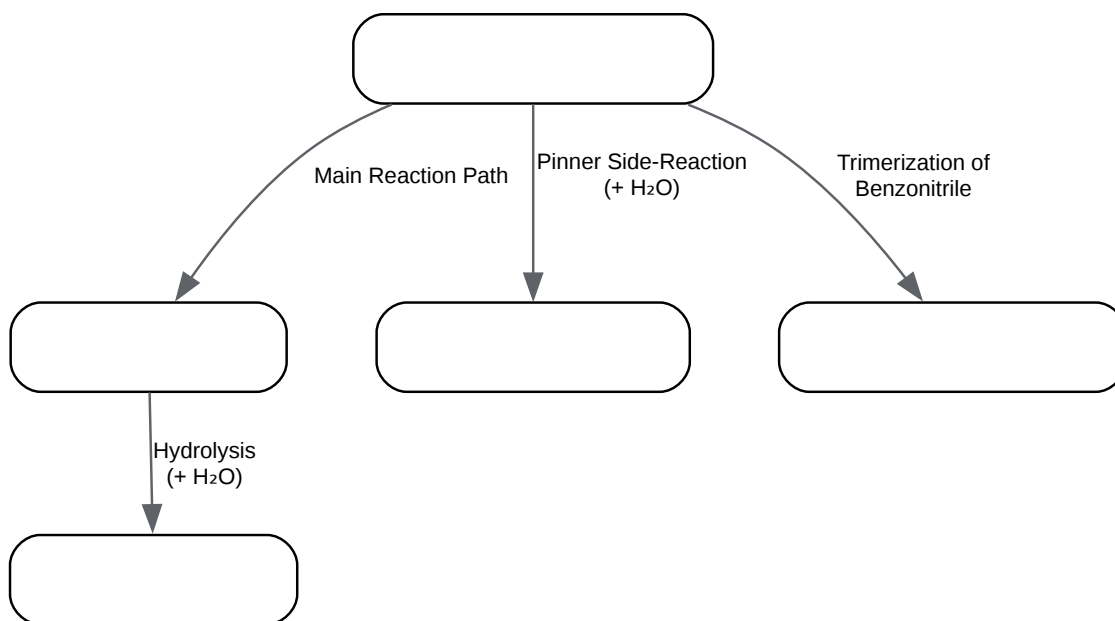 Main Reaction Path
Pinner Side-Reaction
(+ H₂O)
Trimerization of
Benzonitrile
Hydrolysis
(+ H₂O)